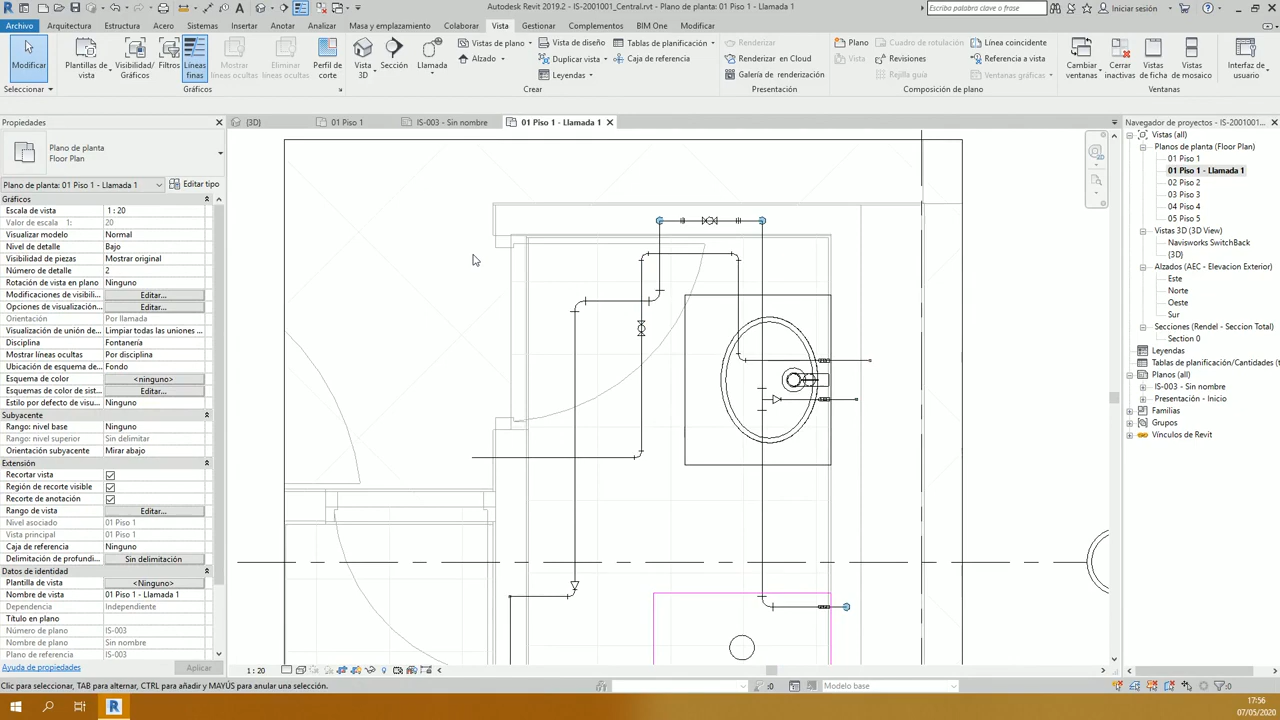 Autodesk Revit 2019.2 - IS-2001001_Central.rvt - Plano de planta: 01 Piso 1 - Llamada 1
Escriba palabra clave o frase
Iniciar sesión
Archivo Arquitectura Estructura Acero Sistemas Insertar Anotar Analizar Masa y emplazamiento Colaborar Vista Gestionar Complementos BIM One Modificar
Modificar
Plantillas de vista
Visibilidad/ Gráficos
Filtros
Líneas finas
Mostrar líneas ocultas
Eliminar líneas ocultas
Perfil de corte
Vista 3D
Sección
Llamada
Vistas de plano
Alzado
Vista de diseño
Duplicar vista
Leyendas
Tablas de planificación
Caja de referencia
Renderizar
Renderizar en Cloud
Galería de renderización
Plano
Vista
Cuadro de rotulación
Revisiones
Rejilla guía
Línea coincidente
Referencia a vista
Ventanas gráficas
Cambiar ventanas
Cerrar inactivas
Vistas de ficha
Vistas de mosaico
Interfaz de usuario
Seleccionar Gráficos Crear Presentación Composición de plano Ventanas
Propiedades
{3D} 01 Piso 1 IS-003 - Sin nombre 01 Piso 1 - Llamada 1
Navegador de proyectos - IS-2001001...
Plano de planta
Floor Plan
Plano de planta: 01 Piso 1 - Llamada 1 Editar tipo
Gráficos
Escala de vista 1 : 20
Valor de escala 1: 20
Visualizar modelo Normal
Nivel de detalle Bajo
Visibilidad de piezas Mostrar original
Número de detalle 2
Rotación de vista en plano Ninguno
Modificaciones de visibili... Editar...
Opciones de visualización... Editar...
Orientación Por llamada
Visualización de unión de... Limpiar todas las uniones ...
Disciplina Fontanería
Mostrar líneas ocultas Por disciplina
Ubicación de esquema de... Fondo
Esquema de color <ninguno>
Esquemas de color de sist... Editar...
Estilo por defecto de visu... Ninguno
Subyacente
Rango: nivel base Ninguno
Rango: nivel superior Sin delimitar
Orientación subyacente Mirar abajo
Extensión
Recortar vista
Región de recorte visible
Recorte de anotación
Rango de vista Editar...
Nivel asociado 01 Piso 1
Vista principal 01 Piso 1
Caja de referencia Ninguno
Delimitación de profundi... Sin delimitación
Datos de identidad
Plantilla de vista <Ninguno>
Nombre de vista 01 Piso 1 - Llamada 1
Dependencia Independiente
Título en plano
Número de plano IS-003
Nombre de plano Sin nombre
Plano de referencia IS-003
Ayuda de propiedades Aplicar
Vistas (all)
Planos de planta (Floor Plan)
01 Piso 1
01 Piso 1 - Llamada 1
02 Piso 2
03 Piso 3
04 Piso 4
05 Piso 5
Vistas 3D (3D View)
Navisworks SwitchBack
{3D}
Alzados (AEC - Elevacion Exterior)
Este
Norte
Oeste
Sur
Secciones (Rendel - Seccion Total)
Section 0
Leyendas
Tablas de planificación/Cantidades (t
Planos (all)
IS-003 - Sin nombre
Presentación - Inicio
Familias
Grupos
Vínculos de Revit
1 : 20
Clic para seleccionar, TAB para alternar, CTRL para añadir y MAYÚS para anular una selección.
:0
Modelo base
:0
17:56
07/05/2020